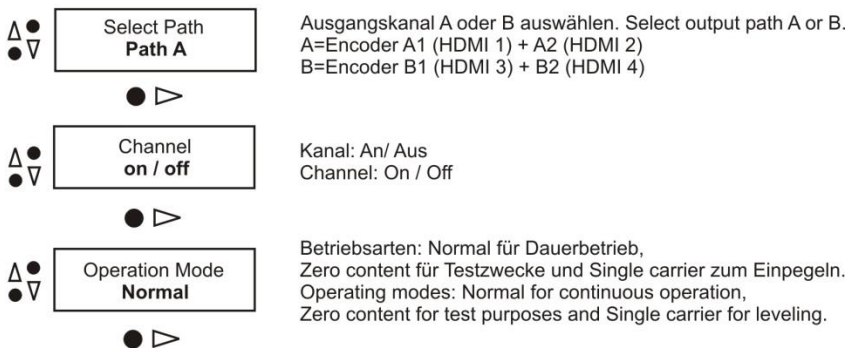 Select Path
Path A
Ausgangskanal A oder B auswählen. Select output path A or B.
A=Encoder A1 (HDMI 1) + A2 (HDMI 2)
B=Encoder B1 (HDMI 3) + B2 (HDMI 4)
Channel
on / off
Kanal: An/ Aus
Channel: On / Off
Operation Mode
Normal
Betriebsarten: Normal für Dauerbetrieb,
Zero content für Testzwecke und Single carrier zum Einpegeln.
Operating modes: Normal for continuous operation,
Zero content for test purposes and Single carrier for leveling.